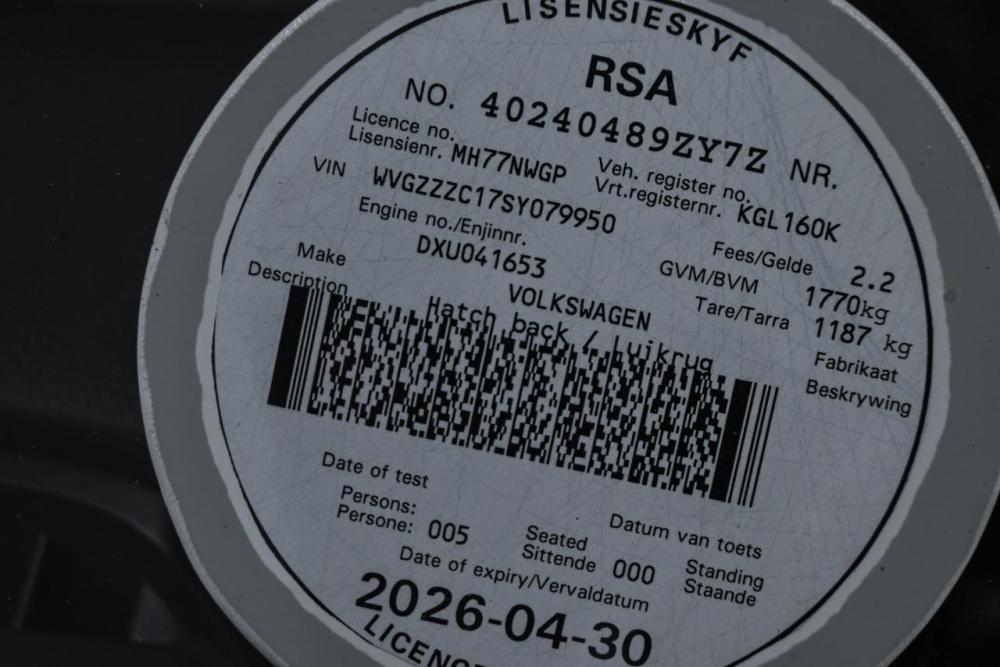 LISENSIESKYF
RSA
NO. 40240489ZY7Z NR.
Licence no.
Lisensienr. MH77NWGP
Veh. register no.
Vrt.registernr. KGL160K
VIN WVGZZZC17SY079950
Engine no./Enjinnr.
DXU041653
Fees/Gelde 2.2
GVM/BVM 1770kg
Tare/Tarra 1187 kg
Make VOLKSWAGEN Fabrikaat
Description Hatch back / Luikrug Beskrywing
Date of test Datum van toets
Persons:
Persone: 005
Seated
Sittende 000
Standing
Staande
Date of expiry/Vervaldatum
2026-04-30